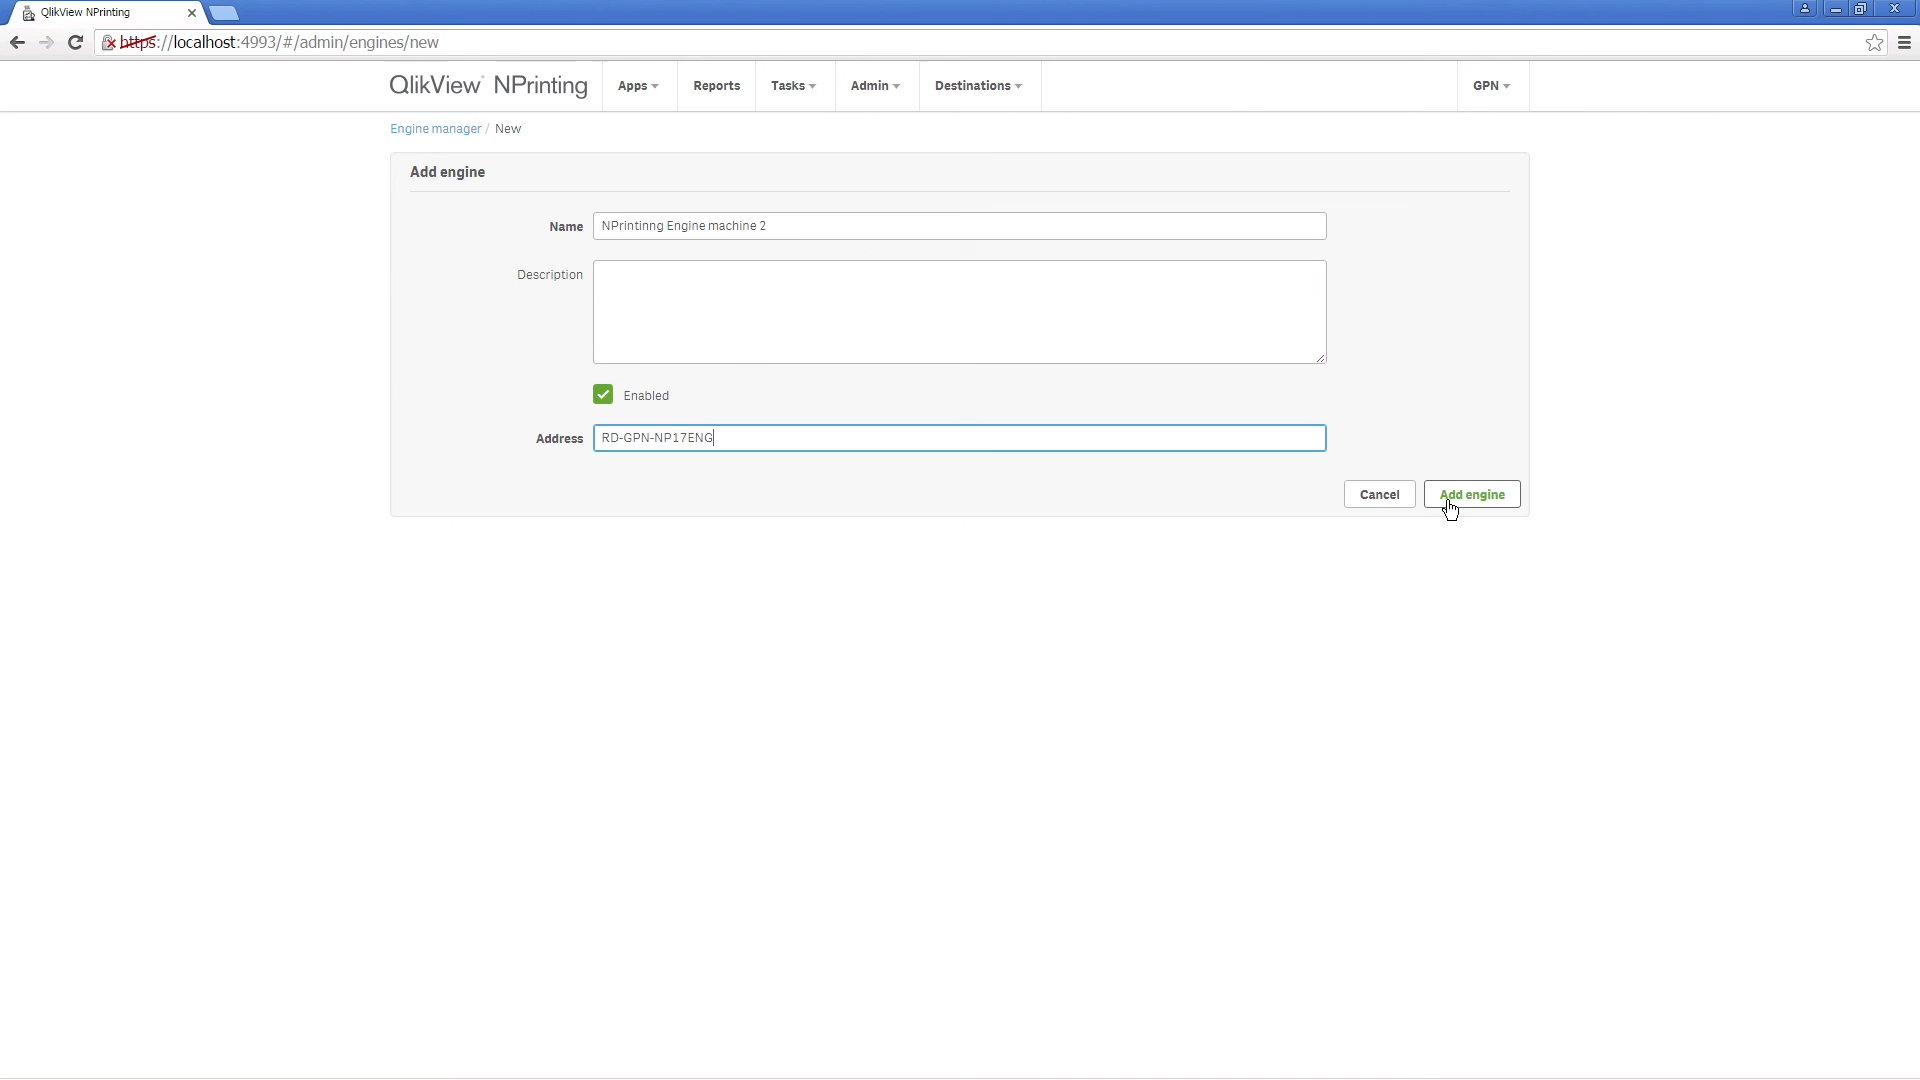 QlikView NPrinting
https://localhost:4993/#/admin/engines/new
QlikView NPrinting
Apps
Reports
Tasks
Admin
Destinations
GPN
Engine manager / New
Add engine
Name
NPrintinng Engine machine 2
Description
Enabled
Address
RD-GPN-NP17ENG
Cancel
Add engine